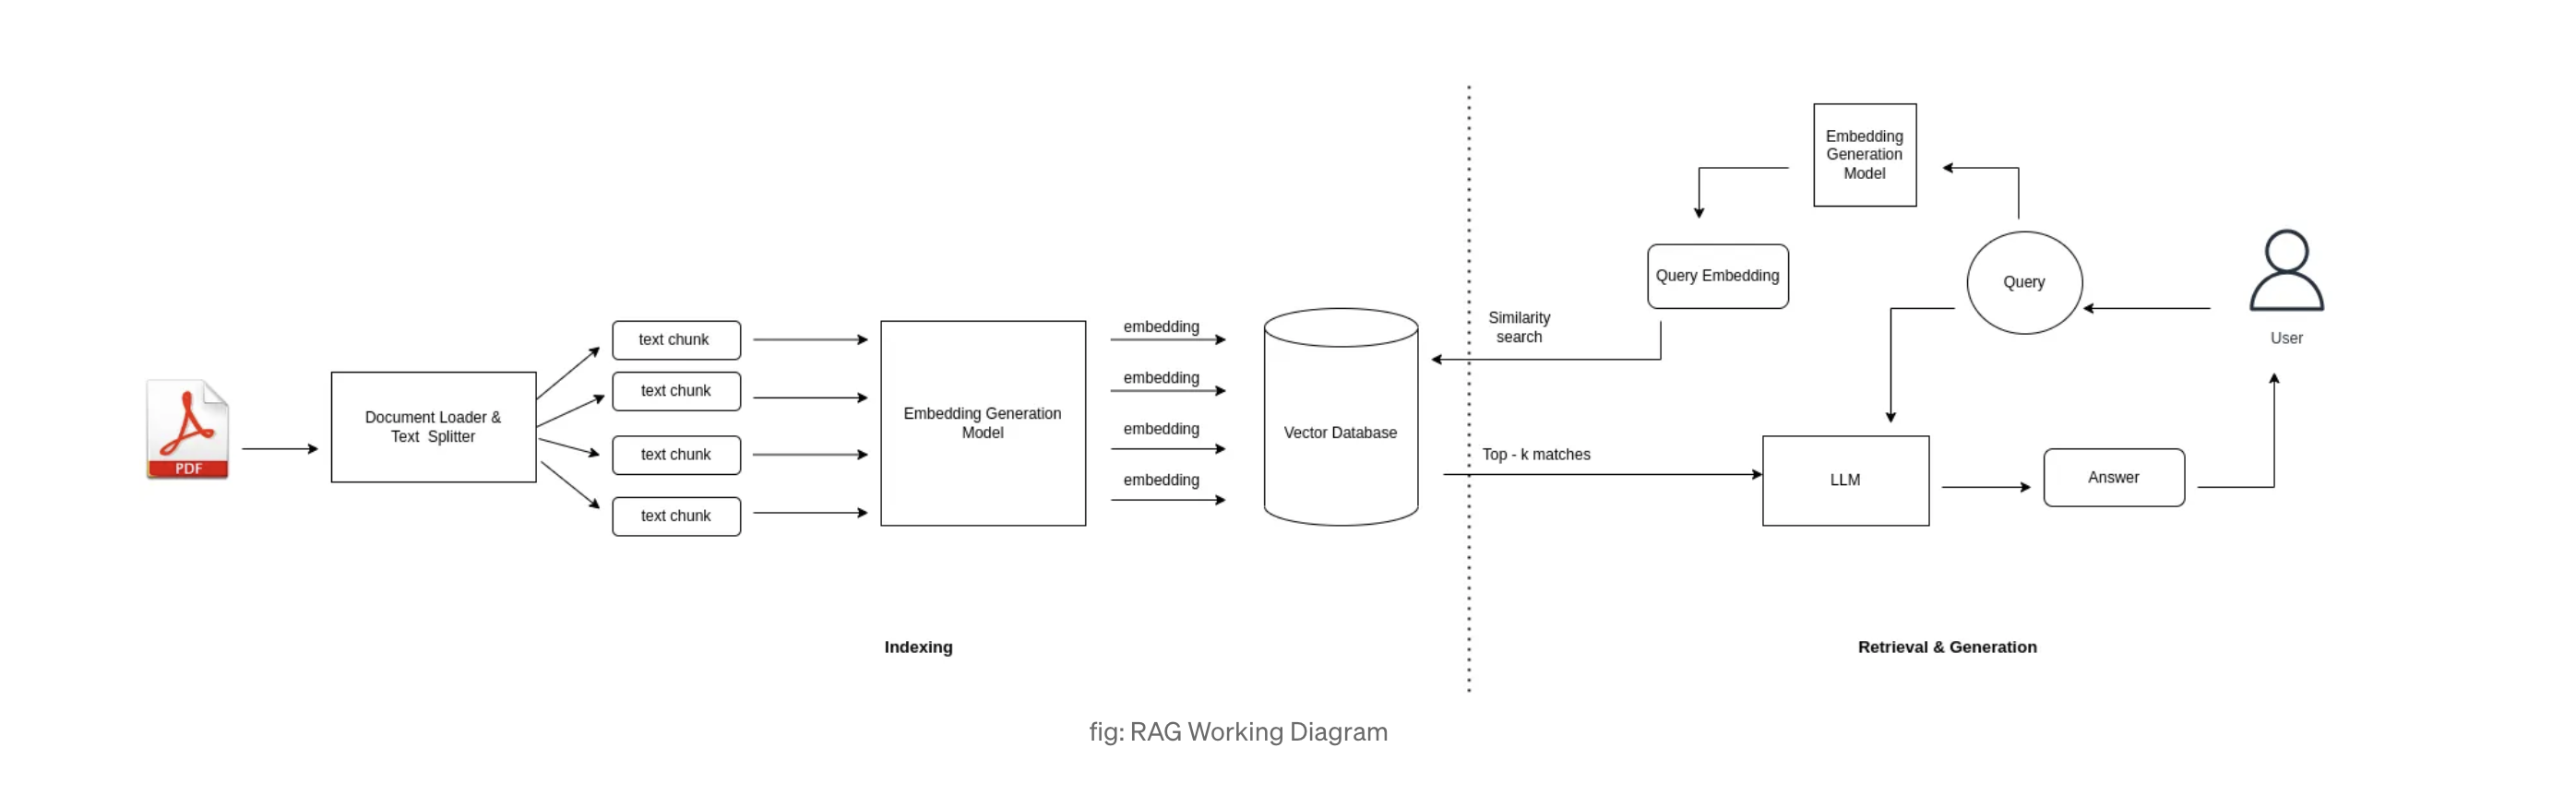 PDF
Document Loader &
Text Splitter
text chunk
text chunk
text chunk
text chunk
Embedding Generation
Model
embedding
embedding
embedding
embedding
Vector Database
Indexing
Similarity
search
Top - k matches
Query Embedding
Embedding
Generation
Model
Query
User
LLM
Answer
Retrieval & Generation
fig: RAG Working Diagram